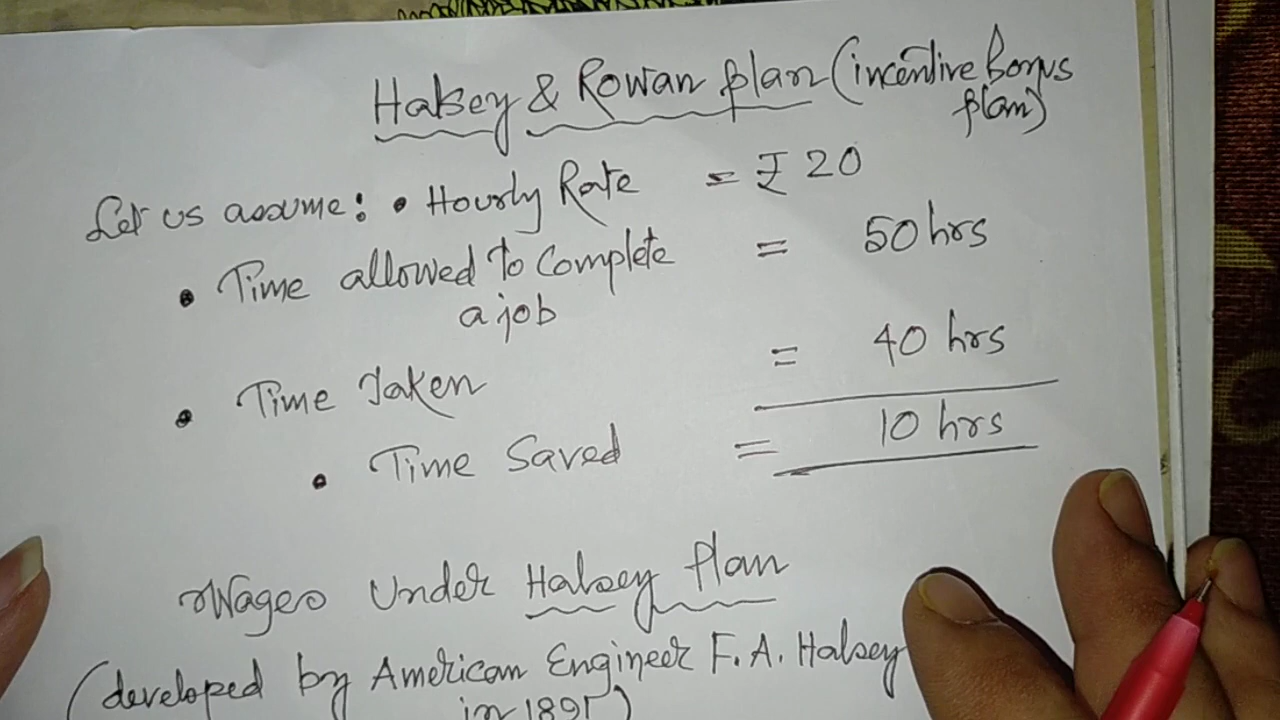 Halsey & Rowan plan (incentive Bonus
plan)
Let us assume: • Hourly Rate = ₹ 20
• Time allowed to Complete = 50 hrs
a job
• Time Taken = 40 hrs
• Time Saved = 10 hrs
Wages Under Halsey Plan
(developed by American Engineer F. A. Halsey
in 1891)